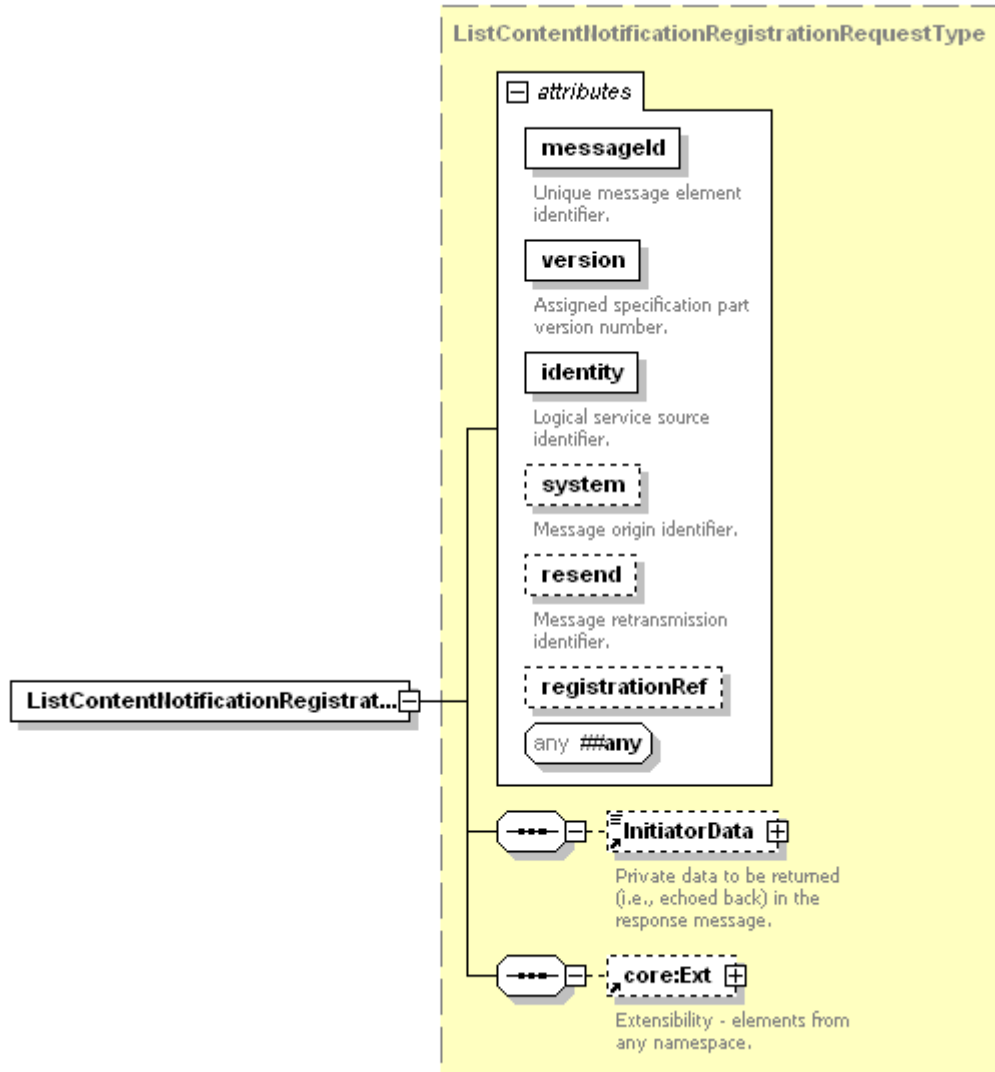 ListContentNotificationRegistrationRequestType
attributes
messageId
Unique message element
identifier.
version
Assigned specification part
version number.
identity
Logical service source
identifier.
system
Message origin identifier.
resend
Message retransmission
identifier.
registrationRef
any ##any
ListContentNotificationRegistrat...
InitiatorData
Private data to be returned
(i.e., echoed back) in the
response message.
core:Ext
Extensibility - elements from
any namespace.